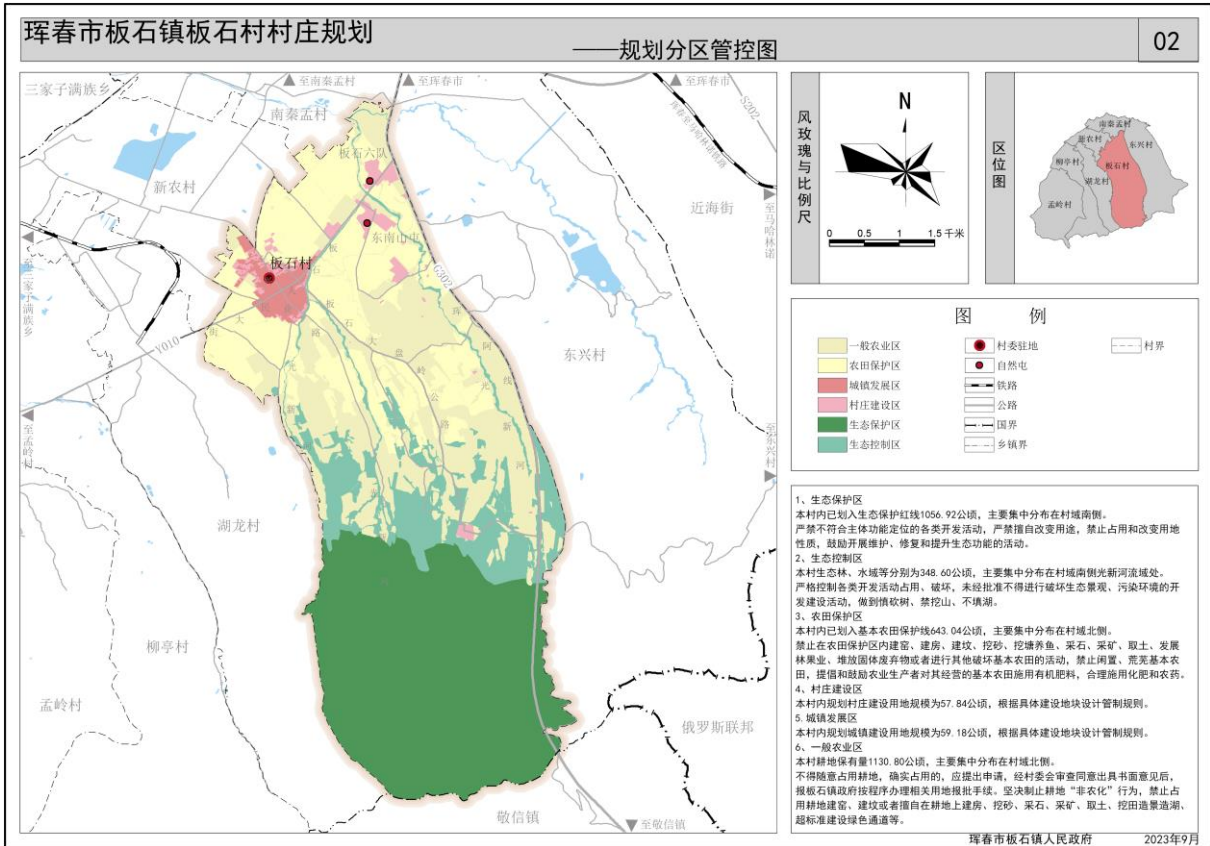 珲春市板石镇板石村村庄规划
——规划分区管控图
02
三家子满族乡
至南秦孟村
至珲春市
至珲春市
S202
南秦孟村
板石六队
新农村
近海街
至马哈林诺
东南山屯
至三家子满族乡
板石村
G302
Y010
东兴村
至孟岭村
至东兴村
湖龙村
柳亭村
孟岭村
俄罗斯联邦
敬信镇
至敬信镇
风玫瑰与比例尺
N
0 0.5 1 1.5 千米
区位图
南秦孟村
新农村
东兴村
柳亭村
板石村
湖龙村
孟岭村
图 例
一般农业区
村委驻地
村界
农田保护区
自然屯
城镇发展区
铁路
村庄建设区
公路
生态保护区
国界
生态控制区
乡镇界
1、生态保护区
本村内已划入生态保护红线1056.92公顷，主要集中分布在村域南侧。
严禁不符合主体功能定位的各类开发活动，严禁擅自改变用途，禁止占用和改变用地
性质，鼓励开展维护、修复和提升生态功能的活动。
2、生态控制区
本村生态林、水域等分别为348.60公顷，主要集中分布在村域南侧光新河流域处。
严格控制各类开发活动占用、破坏，未经批准不得进行破坏生态景观、污染环境的开
发建设活动，做到慎砍树、禁挖山、不填湖。
3、农田保护区
本村内已划入基本农田保护线643.04公顷，主要集中分布在村域北侧。
禁止在农田保护区内建窑、建房、建坟、挖砂、挖塘养鱼、采石、采矿、取土、发展
林果业、堆放固体废弃物或者进行其他破坏基本农田的活动，禁止闲置、荒芜基本农
田，提倡和鼓励农业生产者对其经营的基本农田施用有机肥料，合理施用化肥和农药。
4、村庄建设区
本村内规划村庄建设用地规模为57.84公顷，根据具体建设地块设计管制规则。
5. 城镇发展区
本村内规划城镇建设用地规模为59.18公顷，根据具体建设地块设计管制规则。
6、一般农业区
本村耕地保有量1130.80公顷，主要集中分布在村域北侧。
不得随意占用耕地，确实占用的，应提出申请，经村委会审查同意出具书面意见后，
报板石镇政府按程序办理相关用地报批手续。坚决制止耕地“非农化”行为，禁止占
用耕地建窑、建坟或者擅自在耕地上建房、挖砂、采石、采矿、取土、挖田造景造湖、
超标准建设绿色通道等。
珲春市板石镇人民政府 2023年9月